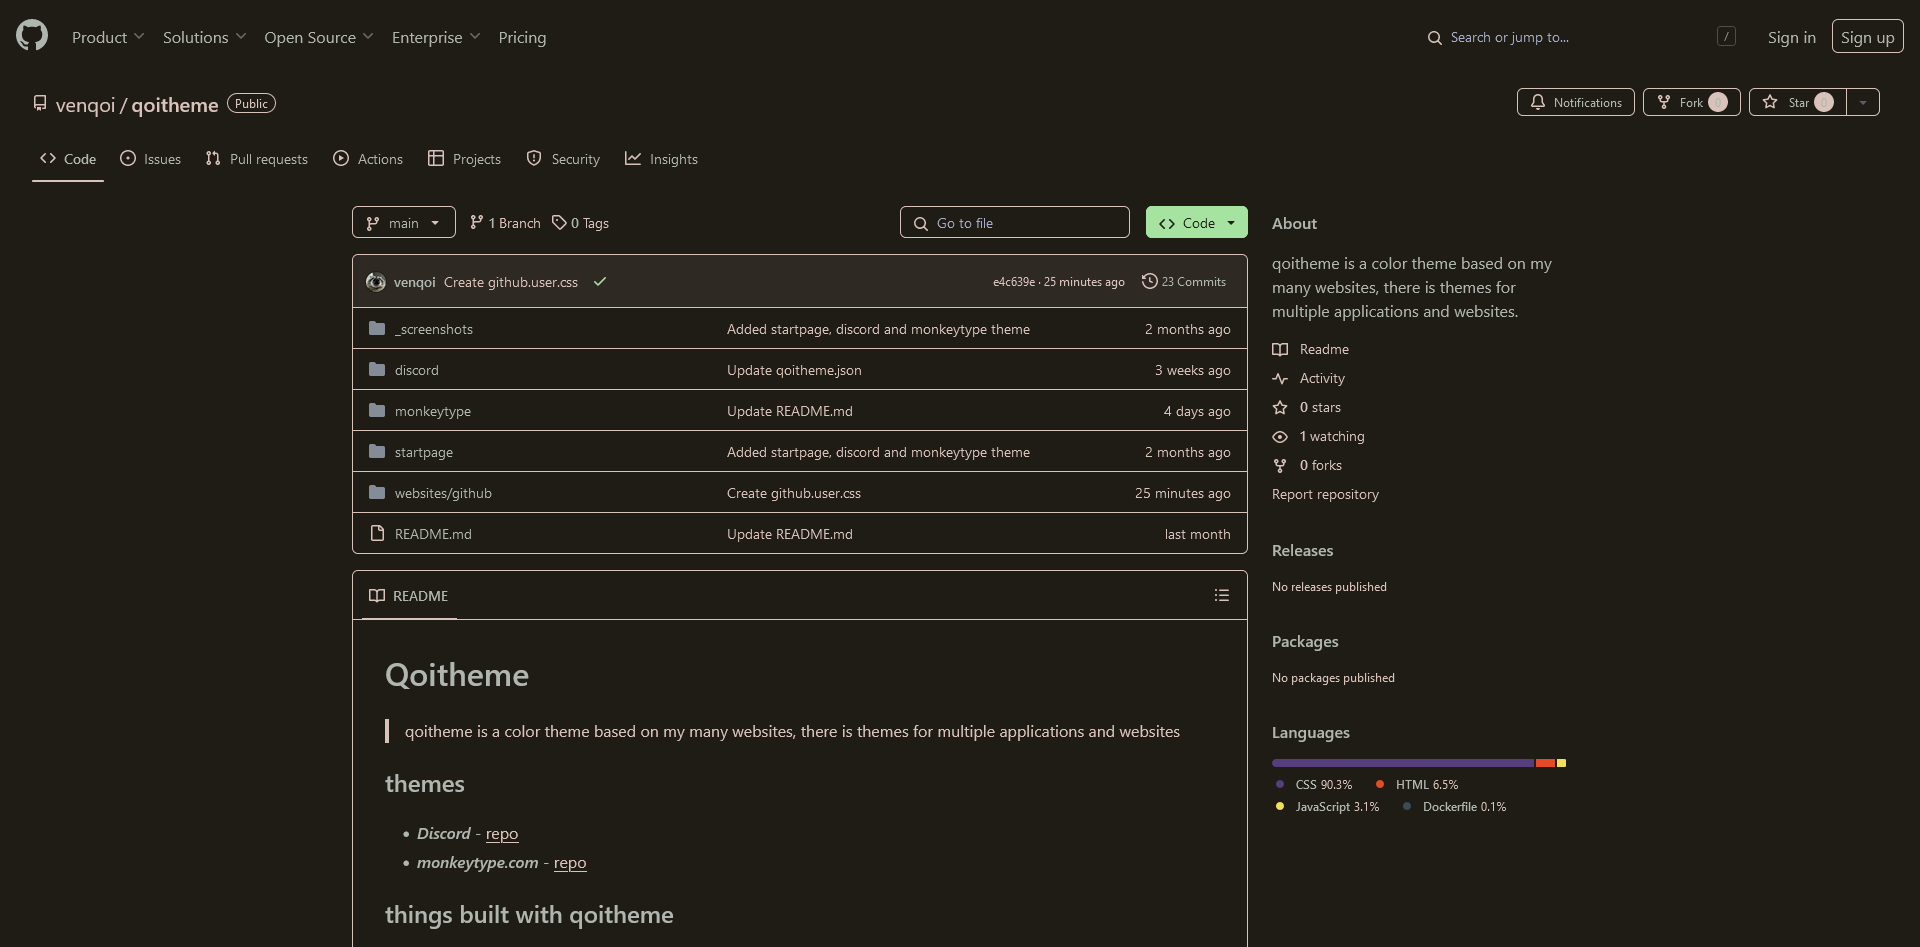 Product Solutions Open Source Enterprise Pricing Search or jump to... / Sign in Sign up
venqoi / qoitheme Public Notifications Fork 0 Star 0
Code Issues Pull requests Actions Projects Security Insights
main 1 Branch 0 Tags Go to file Code
venqoi Create github.user.css e4c639e · 25 minutes ago 23 Commits
_screenshots Added startpage, discord and monkeytype theme 2 months ago
discord Update qoitheme.json 3 weeks ago
monkeytype Update README.md 4 days ago
startpage Added startpage, discord and monkeytype theme 2 months ago
websites/github Create github.user.css 25 minutes ago
README.md Update README.md last month
README
Qoitheme
qoitheme is a color theme based on my many websites, there is themes for multiple applications and websites
themes
• Discord - repo
• monkeytype.com - repo
things built with qoitheme
About
qoitheme is a color theme based on my
many websites, there is themes for
multiple applications and websites.
Readme
Activity
0 stars
1 watching
0 forks
Report repository
Releases
No releases published
Packages
No packages published
Languages
CSS 90.3% HTML 6.5%
JavaScript 3.1% Dockerfile 0.1%